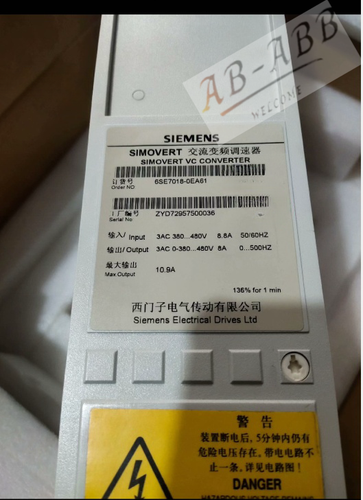 AB-ABB
WELCOME
SIEMENS
SIMOVERT 交流变频调速器
SIMOVERT VC CONVERTER
订货号
Order NO 6SE7018-0EA61
工厂编号
Serial No ZYD72957500036
输入/ Input 3AC 380...480V 8.8A 50/60HZ
输出/ Output 3AC 0-380...480V 8A 0...500HZ
最大输出
Max Output 10.9A
136% for 1 min
西门子电气传动有限公司
Siemens Electrical Drives Ltd
警告
装置断电后,5分钟内仍有
危险电压存在。带电电路不
止一条。详见电路图!
DANGER